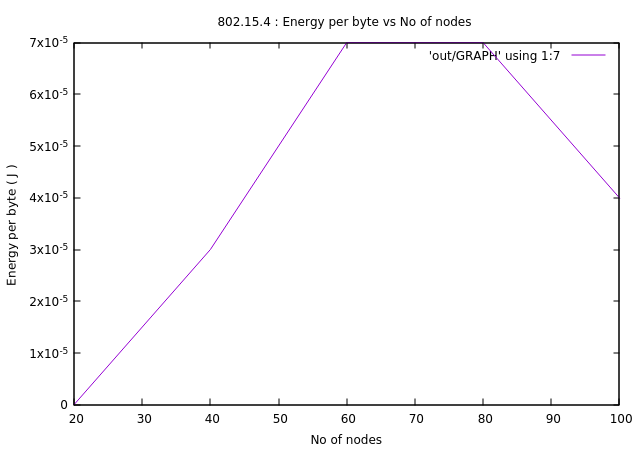 802.15.4 : Energy per byte vs No of nodes
7x10-5
'out/GRAPH' using 1:7
6x10-5
5x10-5
4x10-5
3x10-5
2x10-5
1x10-5
0
Energy per byte ( J )
20 30 40 50 60 70 80 90 100
No of nodes